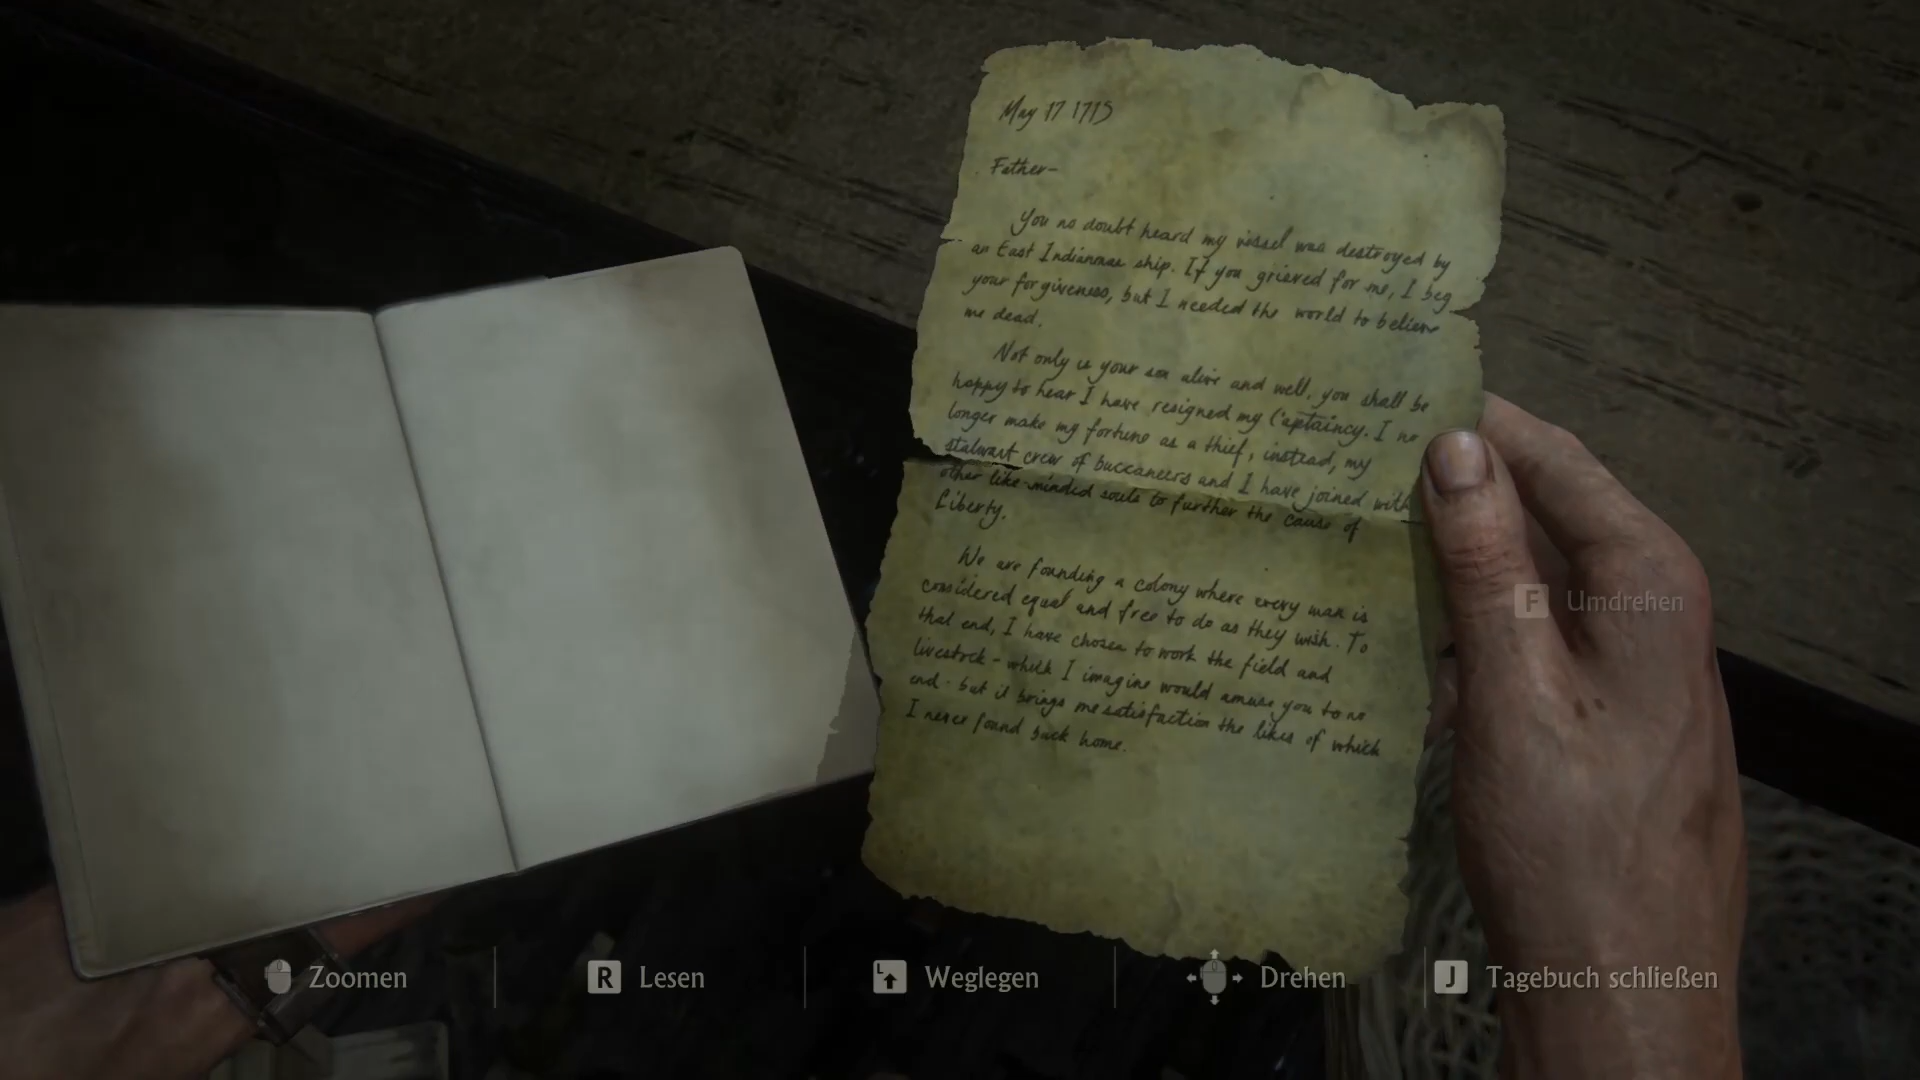 May 17 1715
Father-
You no doubt heard my vessel was destroyed by
an East Indiaman ship. If you grieved for me, I beg
your forgiveness, but I needed the world to believe
me dead.
Not only is your son alive and well, you shall be
happy to hear I have resigned my Captaincy. I no
longer make my fortune as a thief, instead, my
stalwart crew of buccaneers and I have joined with
other like-minded souls to further the cause of
Liberty.
We are founding a colony where every man is
considered equal and free to do as they wish. To
that end, I have chosen to work the field and
livestock - which I imagine would amuse you to no
end - but it brings me satisfaction the likes of which
I never found back home.
F Umdrehen
Zoomen
R Lesen
L Weglegen
Drehen
J Tagebuch schließen